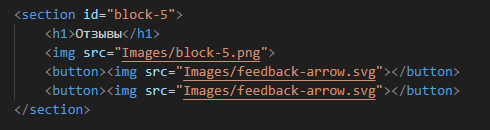 <section id="block-5">
<h1>Отзывы</h1>
<img src="Images/block-5.png">
<button><img src="Images/feedback-arrow.svg"></button>
<button><img src="Images/feedback-arrow.svg"></button>
</section>